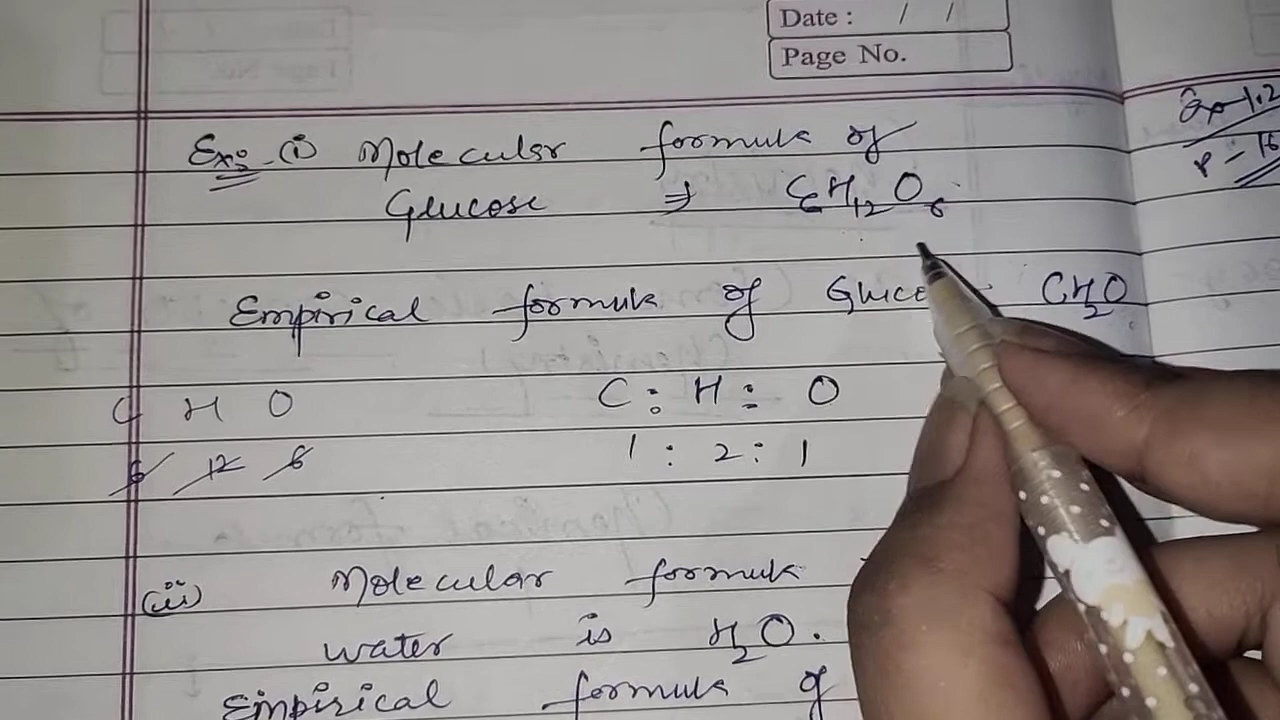 Date : / /
Page No.
Ex:- (i) Molecular formula of
Glucose ⇒ C6H12O6
Empirical formula of Gluco CH2O
C H O
6 12 6
C : H : O
1 : 2 : 1
(ii) Molecular formula
water is H2O.
Empirical formula of